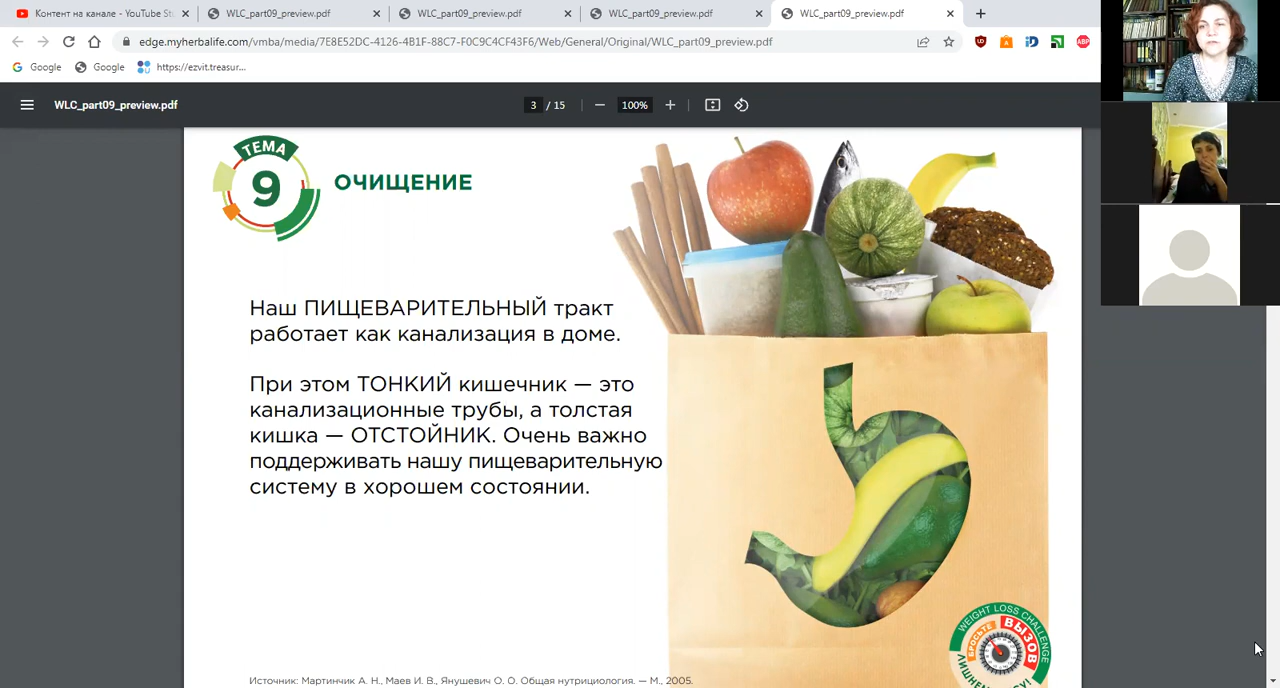 Контент на канале - YouTube St
WLC_part09_preview.pdf
WLC_part09_preview.pdf
WLC_part09_preview.pdf
WLC_part09_preview.pdf
edge.myherbalife.com/vmba/media/7E8E52DC-4126-4B1F-88C7-F0C9C4CF43F6/Web/General/Original/WLC_part09_preview.pdf
ABP
Google
Google
https://ezvit.treasur...
WLC_part09_preview.pdf
3 / 15
100%
ТЕМА
9
ОЧИЩЕНИЕ
Наш ПИЩЕВАРИТЕЛЬНЫЙ тракт
работает как канализация в доме.
При этом ТОНКИЙ кишечник — это
канализационные трубы, а толстая
кишка — ОТСТОЙНИК. Очень важно
поддерживать нашу пищеварительную
систему в хорошем состоянии.
WEIGHT LOSS CHALLENGE
БРОСЬТЕ
ВЫЗОВ
Источник: Мартинчик А. Н., Маев И. В., Янушевич О. О. Общая нутрициология. — М., 2005.